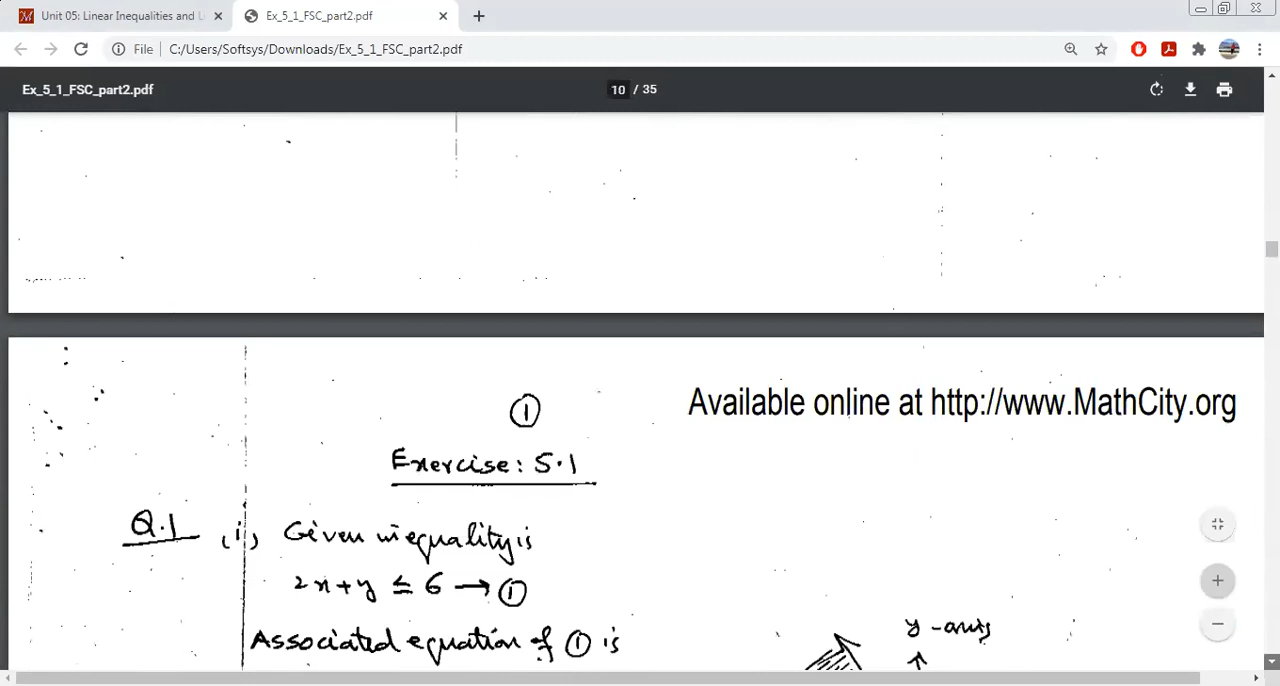 Unit 05: Linear Inequalities and L
Ex_5_1_FSC_part2.pdf
File
C:/Users/Softsys/Downloads/Ex_5_1_FSC_part2.pdf
Ex_5_1_FSC_part2.pdf
10 / 35
①
Available online at http://www.MathCity.org
Exercise: 5.1
Q.1 (i) Given inequality is
2x+y ≤ 6 → ①
Associated equation of ① is
y-axis